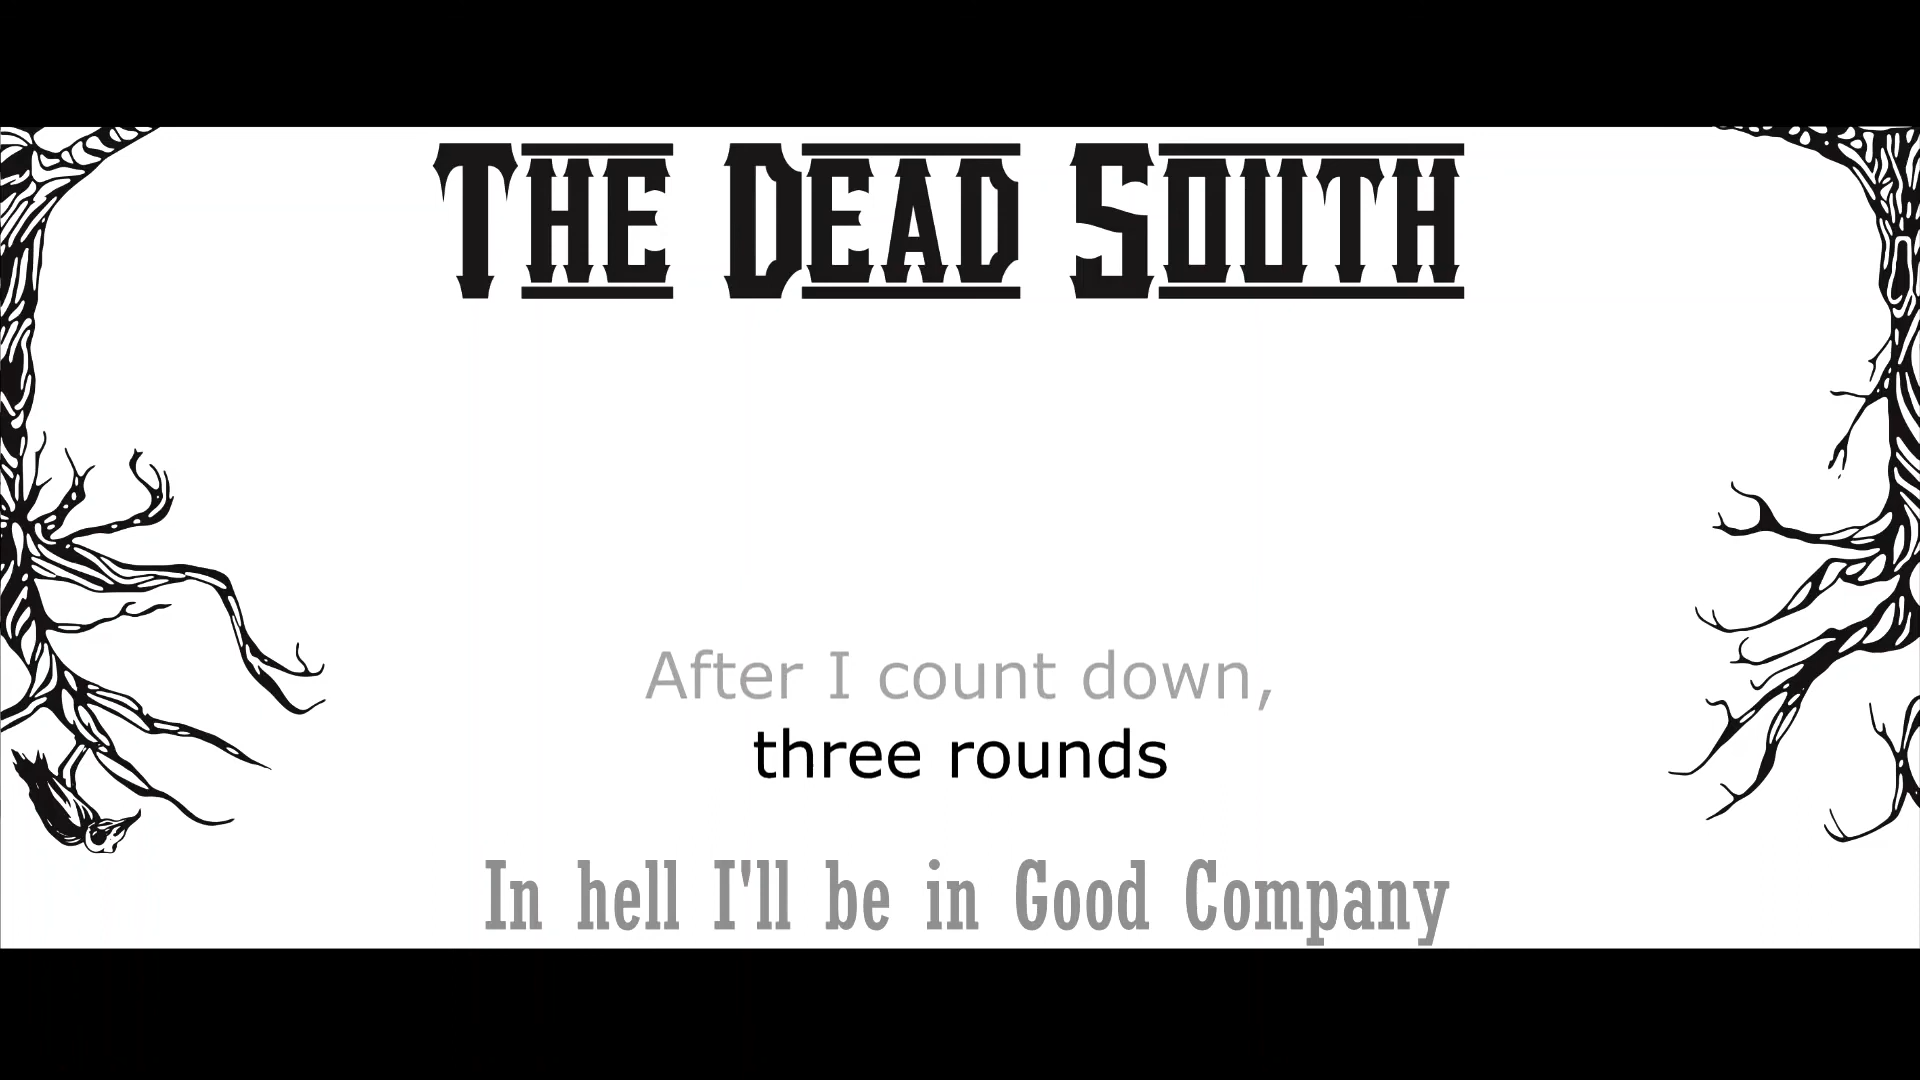 The Dead South
After I count down,
three rounds
In hell I'll be in Good Company